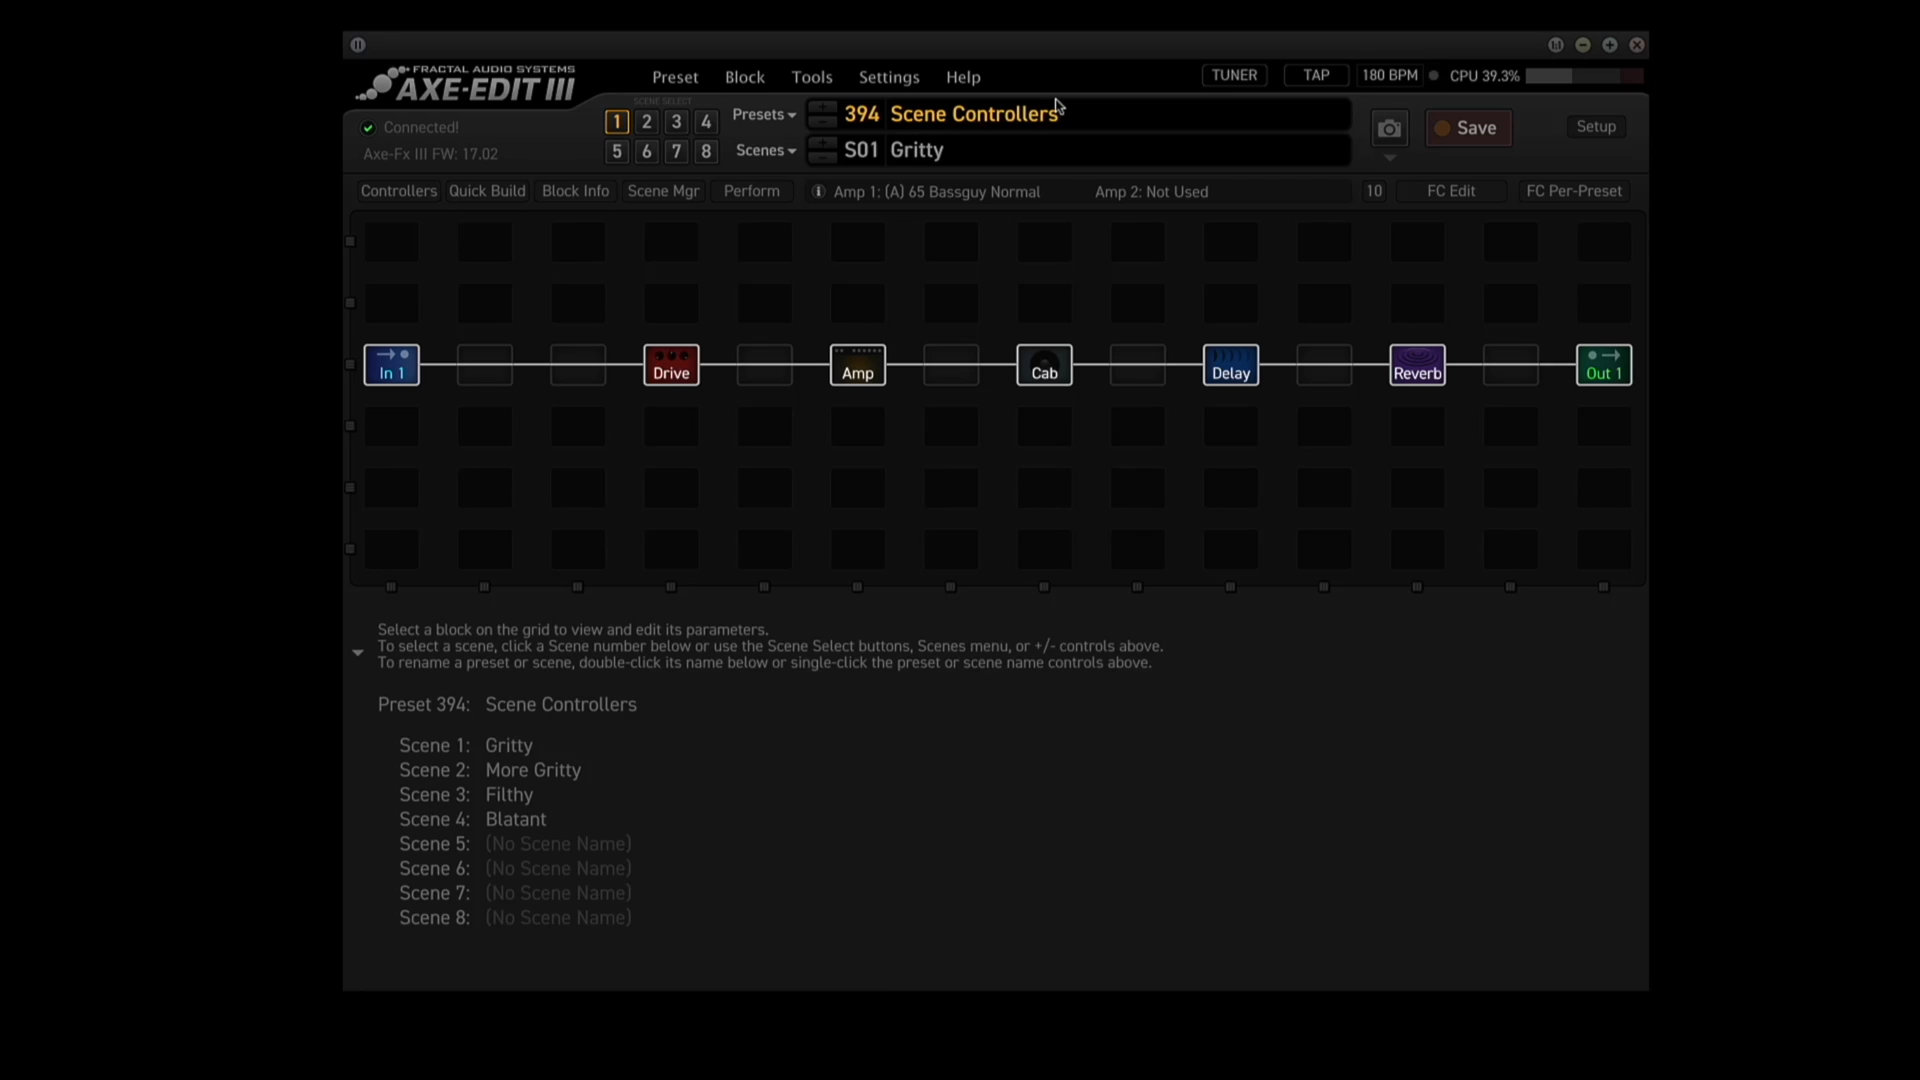 FRACTAL AUDIO SYSTEMS
AXE-EDIT III
Preset Block Tools Settings Help
TUNER TAP 180 BPM CPU 39.3%
SCENE SELECT
1 2 3 4
5 6 7 8
Presets 394 Scene Controllers
Scenes S01 Gritty
Connected!
Axe-Fx III FW: 17.02
Save Setup
Controllers Quick Build Block Info Scene Mgr Perform Amp 1: (A) 65 Bassguy Normal Amp 2: Not Used 10 FC Edit FC Per-Preset
In 1 Drive Amp Cab Delay Reverb Out 1
Select a block on the grid to view and edit its parameters.
To select a scene, click a Scene number below or use the Scene Select buttons, Scenes menu, or +/- controls above.
To rename a preset or scene, double-click its name below or single-click the preset or scene name controls above.
Preset 394: Scene Controllers
Scene 1: Gritty
Scene 2: More Gritty
Scene 3: Filthy
Scene 4: Blatant
Scene 5: (No Scene Name)
Scene 6: (No Scene Name)
Scene 7: (No Scene Name)
Scene 8: (No Scene Name)